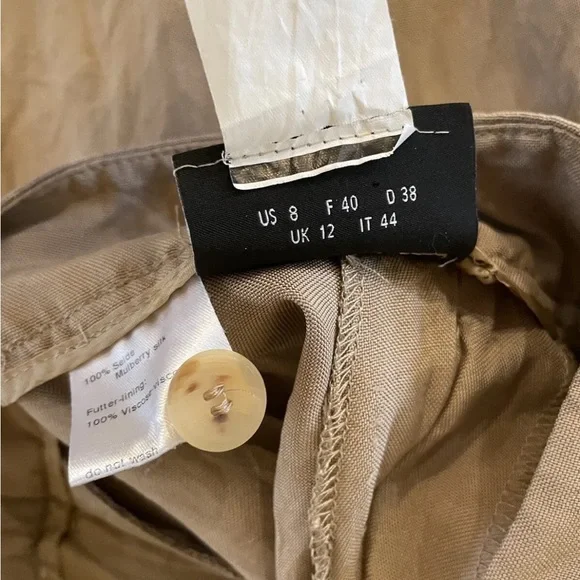 US 8 F 40 D 38
UK 12 IT 44
100% Seide
Mulberry silk
Futter-lining:
100% Viscose-visc
do not wash